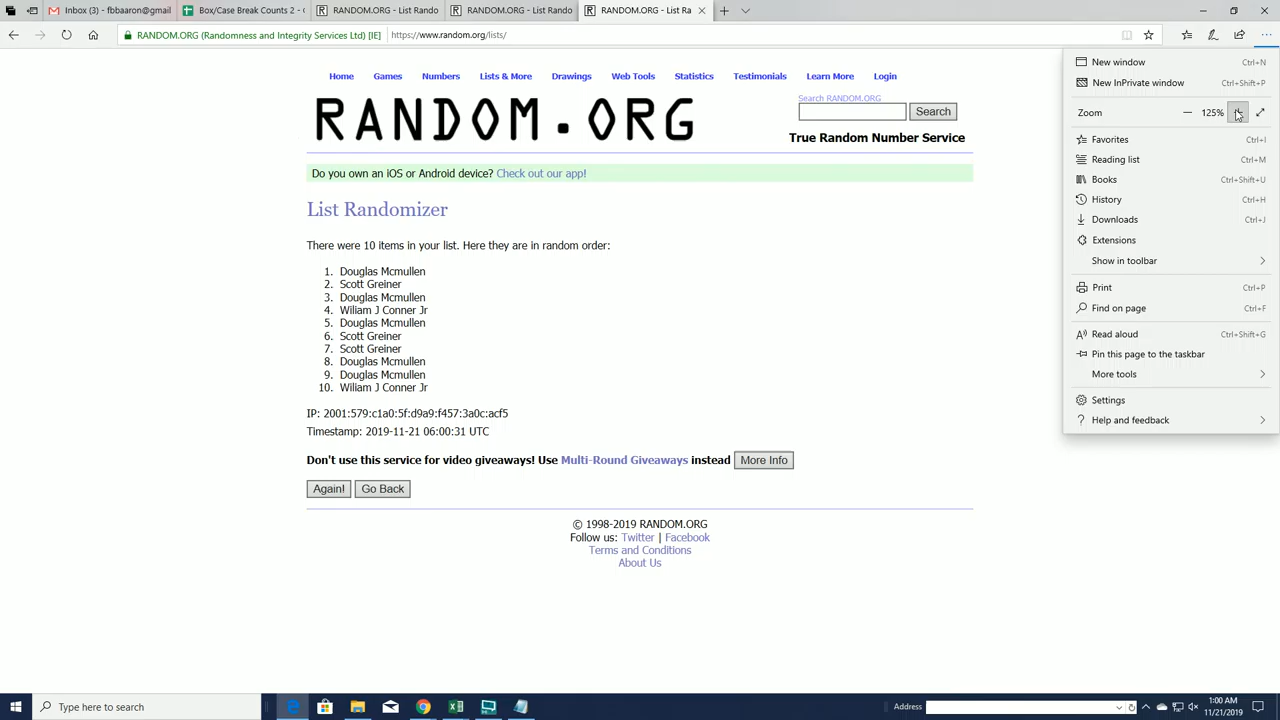 Inbox (3) - fbbaaron@gmail
Box/Case Break Counts 2 -
RANDOM.ORG - List Rando
RANDOM.ORG - List Rando
RANDOM.ORG - List Ra
RANDOM.ORG (Randomness and Integrity Services Ltd) [IE]
https://www.random.org/lists/
Home Games Numbers Lists & More Drawings Web Tools Statistics Testimonials Learn More Login
RANDOM.ORG
Search RANDOM.ORG
Search
True Random Number Service
Do you own an iOS or Android device? Check out our app!
List Randomizer
There were 10 items in your list. Here they are in random order:
1. Douglas Mcmullen
2. Scott Greiner
3. Douglas Mcmullen
4. Wiliam J Conner Jr
5. Douglas Mcmullen
6. Scott Greiner
7. Scott Greiner
8. Douglas Mcmullen
9. Douglas Mcmullen
10. Wiliam J Conner Jr
IP: 2001:579:c1a0:5f:d9a9:f457:3a0c:acf5
Timestamp: 2019-11-21 06:00:31 UTC
Don't use this service for video giveaways! Use Multi-Round Giveaways instead More Info
Again! Go Back
© 1998-2019 RANDOM.ORG
Follow us: Twitter | Facebook
Terms and Conditions
About Us
New window Ctrl+N
New InPrivate window Ctrl+Shift+P
Zoom 125%
Favorites Ctrl+I
Reading list Ctrl+M
Books Ctrl+Shift+U
History Ctrl+H
Downloads Ctrl+J
Extensions
Show in toolbar
Print Ctrl+P
Find on page Ctrl+F
Read aloud Ctrl+Shift+G
Pin this page to the taskbar
More tools
Settings
Help and feedback
Type here to search
Address
1:00 AM
11/21/2019